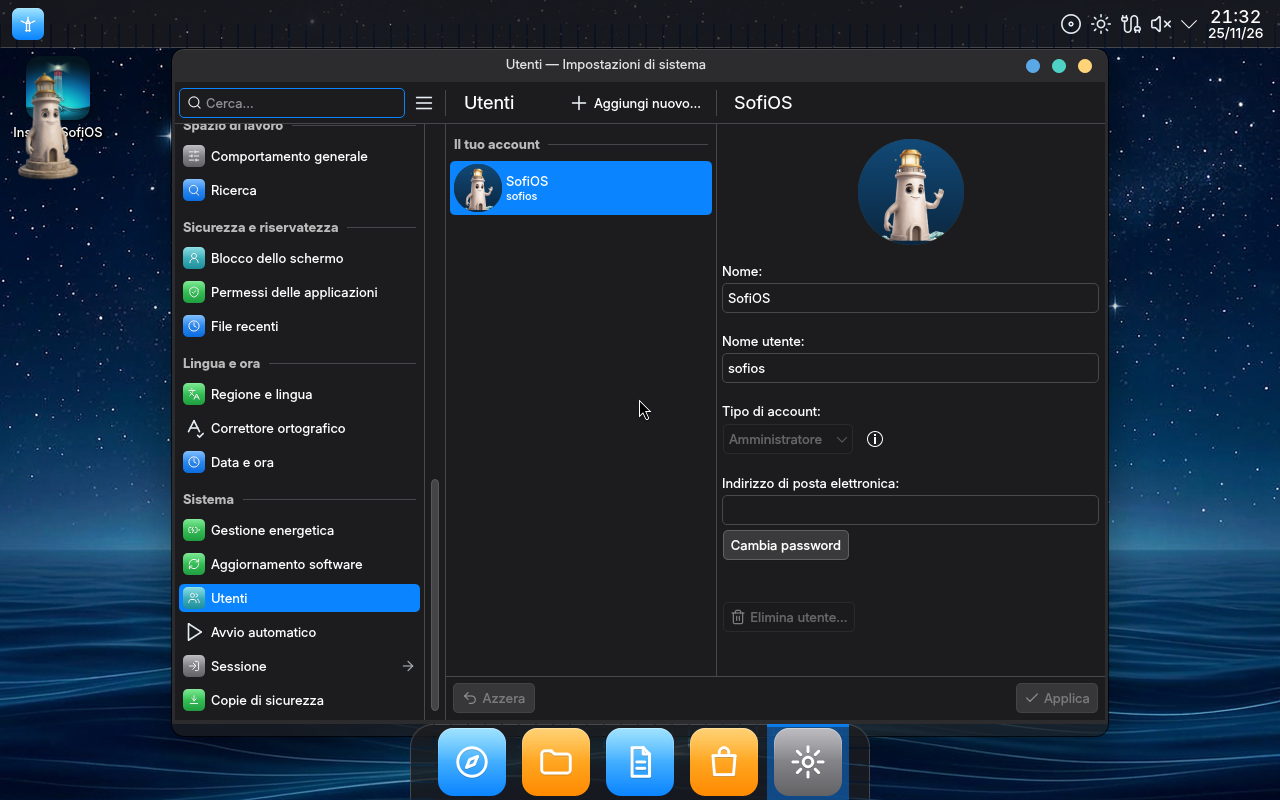 21:32
25/11/26
Utenti — Impostazioni di sistema
SofiOS
Cerca...
Utenti
Aggiungi nuovo...
SofiOS
Spazio di lavoro
Comportamento generale
Ricerca
Sicurezza e riservatezza
Blocco dello schermo
Permessi delle applicazioni
File recenti
Lingua e ora
Regione e lingua
Correttore ortografico
Data e ora
Sistema
Gestione energetica
Aggiornamento software
Utenti
Avvio automatico
Sessione
Copie di sicurezza
Il tuo account
SofiOS
sofios
Nome:
SofiOS
Nome utente:
sofios
Tipo di account:
Amministratore
Indirizzo di posta elettronica:
Cambia password
Elimina utente...
Azzera
Applica